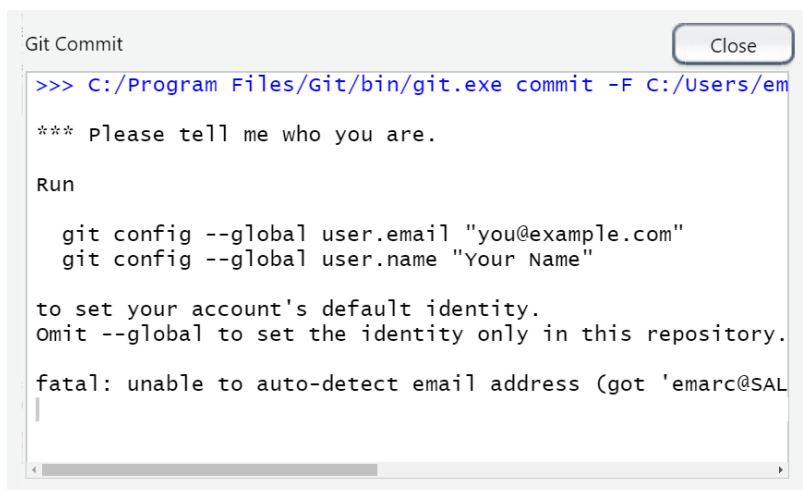 Git Commit
Close
>>> C:/Program Files/Git/bin/git.exe commit -F C:/Users/em
*** Please tell me who you are.
Run
git config --global user.email "you@example.com"
git config --global user.name "Your Name"
to set your account's default identity.
Omit --global to set the identity only in this repository.
fatal: unable to auto-detect email address (got 'emarc@SAL